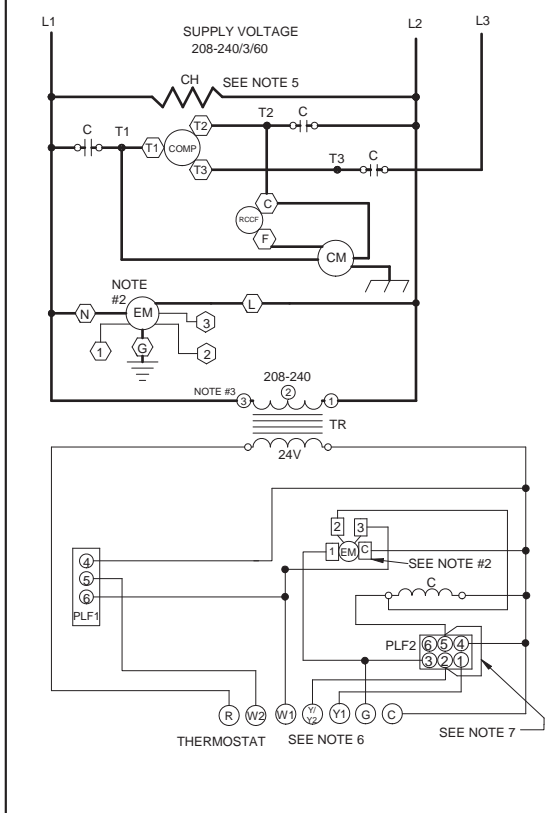 L1 L2 L3
SUPPLY VOLTAGE
208-240/3/60
CH SEE NOTE 5
C T1 T2 C
T1 COMP T2
T3 T3 C
C
RCCF
F
CM
NOTE
#2
N EM L
3
1 G 2
208-240
NOTE #3 3 2 1
TR
24V
2 3
1 EM C
SEE NOTE #2
4
5
6
PLF1
C
PLF2 6 5 4
3 2 1
R W2 W1 Y/Y2 Y1 G C
THERMOSTAT SEE NOTE 6 SEE NOTE 7